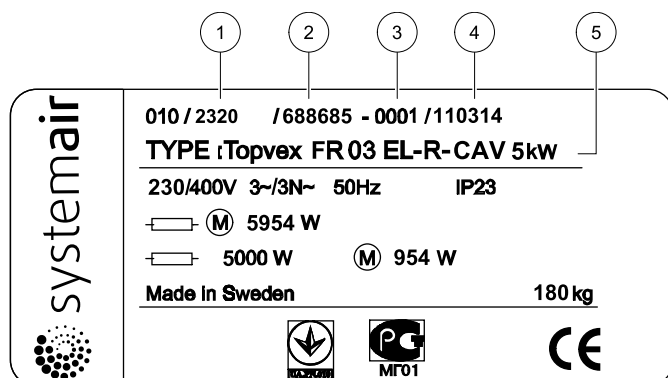 1 2 3 4 5
systemair
010 / 2320 / 688685 - 0001 / 110314
TYPE : Topvex FR 03 EL-R-CAV 5kW
230/400V 3~/3N~ 50Hz IP23
M 5954 W
5000 W M 954 W
Made in Sweden 180 kg
МГ01
CE